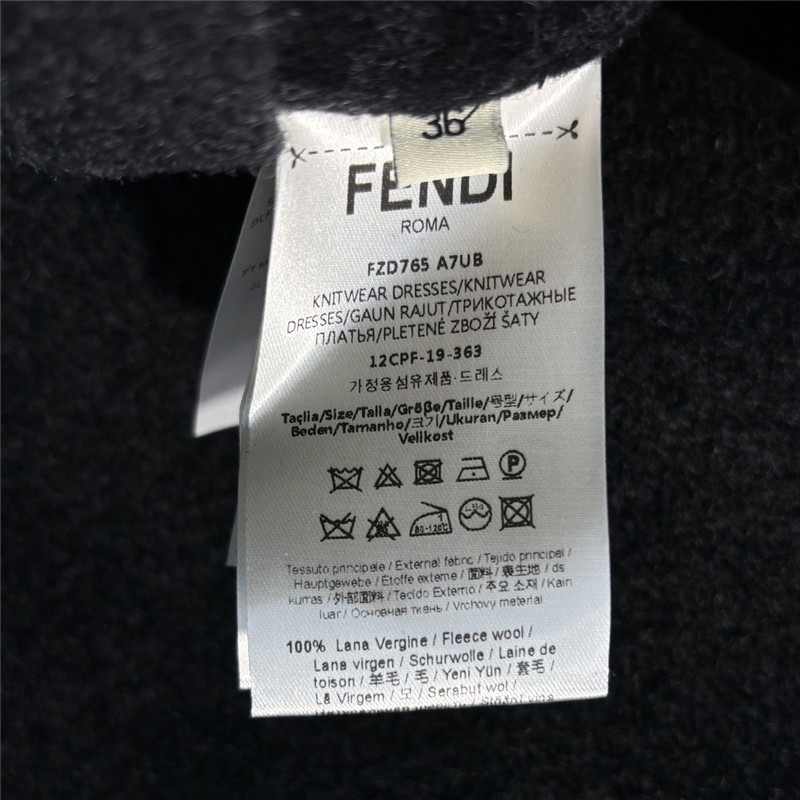 36
FENDI
ROMA
FZD765 A7UB
KNITWEAR DRESSES/KNITWEAR
DRESSES/GAUN RAJUT/ТРИКОТАЖНЫЕ
ПЛАТЬЯ/PLETENÉ ZBOŽÍ ŠATY
12CPF-19-363
가정용섬유제품·드레스
Taglia/Size/Talla/Größe/Taille/号型/サイズ/
Beden/Tamanho/크기/Ukuran/Размер/
Velikost
P
1
80-120℃
Tessuto principale / External fabric / Tejido principal /
Hauptgewebe / Étoffe externe / 面料 / 表生地 / dış
kumaş / 外部面料 / Tecido Externo / 주요 소재 / Kain
luar / Основная ткань / Vrchový materiál
100% Lana Vergine / Fleece wool /
Lana virgen / Schurwolle / Laine de
toison / 羊毛 / 毛 / Yeni Yün / 套毛 /
Lã Virgem / 모 / Serabut wol /